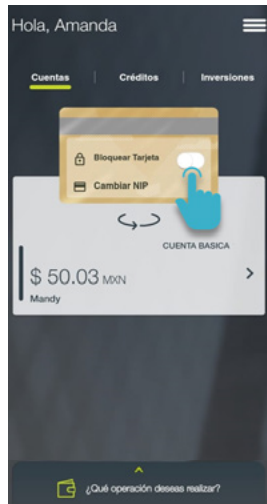 Hola, Amanda
Cuentas | Créditos | Inversiones
Bloquear Tarjeta
Cambiar NIP
CUENTA BASICA
$ 50.03 MXN
Mandy
¿Qué operación deseas realizar?